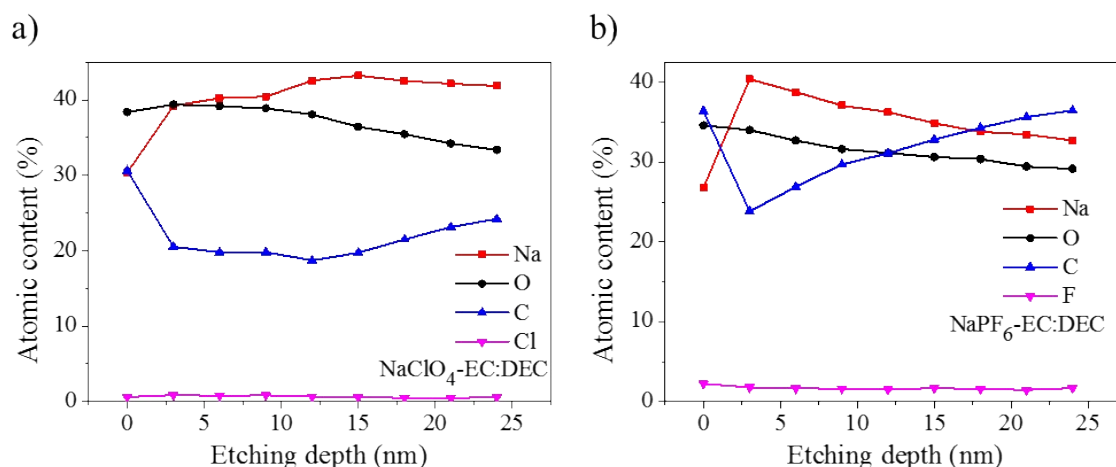 a)
Atomic content (%)
40
30
20
10
0
Na
O
C
Cl
NaClO₄-EC:DEC
0 5 10 15 20 25
Etching depth (nm)
b)
Atomic content (%)
40
30
20
10
0
Na
O
C
F
NaPF₆-EC:DEC
0 5 10 15 20 25
Etching depth (nm)